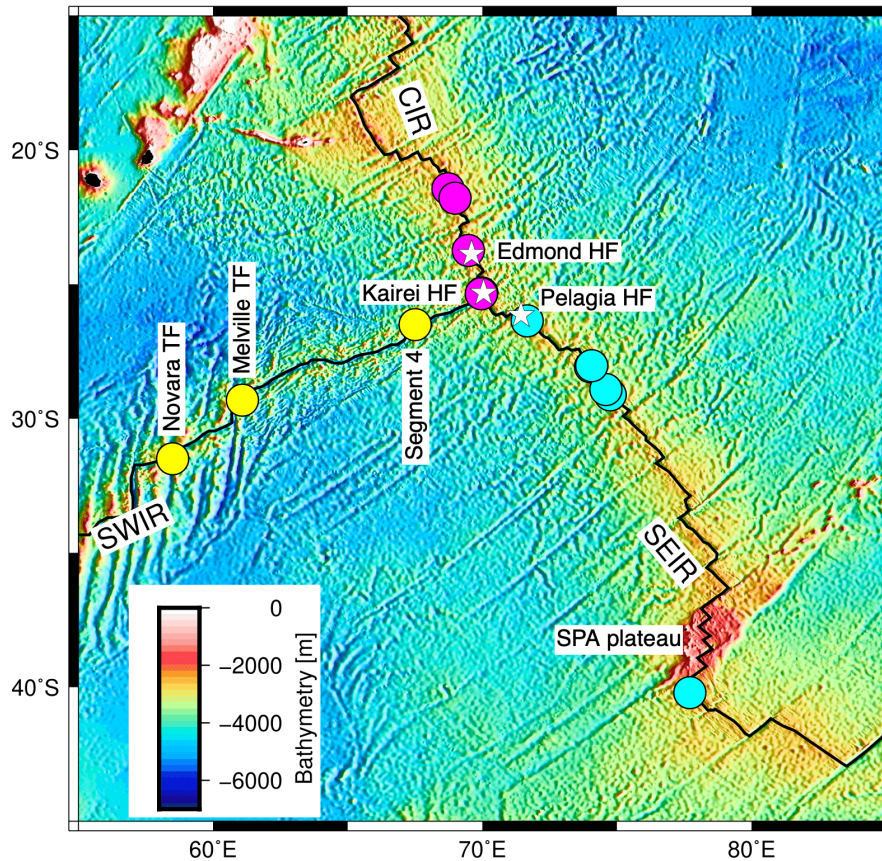 CIR
20°S
Edmond HF
Kairei HF
Pelagia HF
Novara TF
Melville TF
Segment 4
30°S
SWIR
SEIR
SPA plateau
0
−2000
−4000
−6000
Bathymetry [m]
40°S
60°E
70°E
80°E